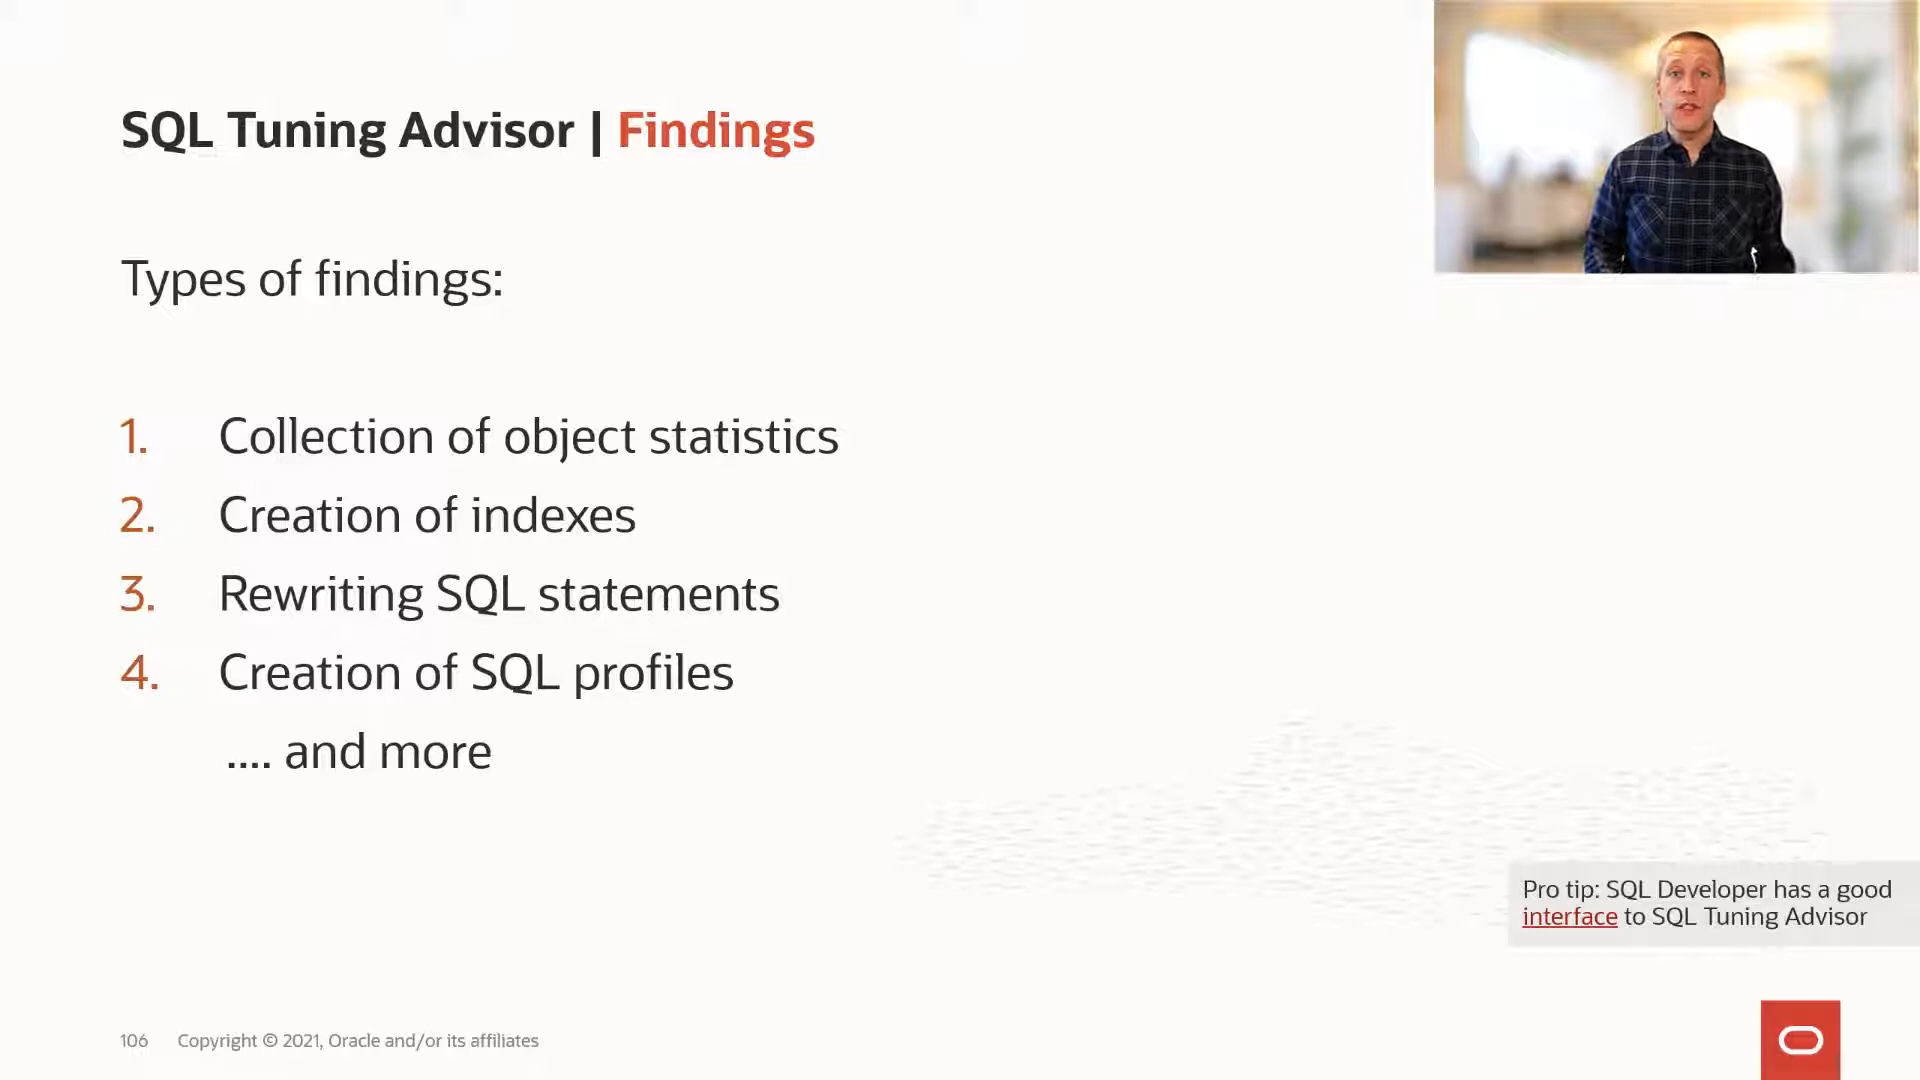 SQL Tuning Advisor | Findings
Types of findings:
1. Collection of object statistics
2. Creation of indexes
3. Rewriting SQL statements
4. Creation of SQL profiles
.... and more
Pro tip: SQL Developer has a good
interface to SQL Tuning Advisor
106 Copyright © 2021, Oracle and/or its affiliates